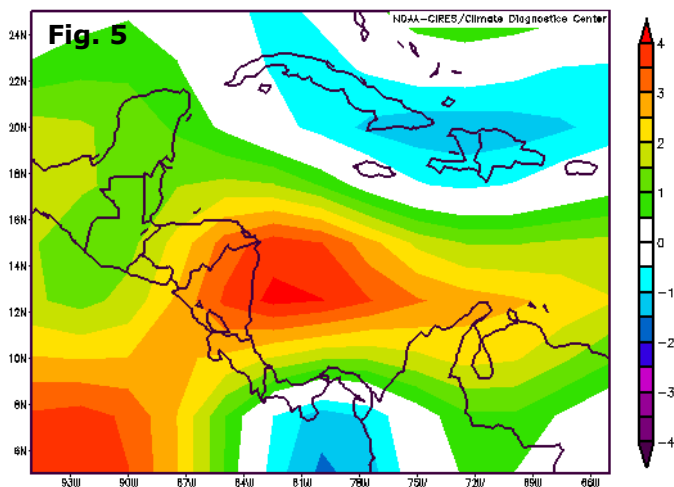 NOAA-CIRES/Climate Diagnostics Center
Fig. 5
24N
22N
20N
18N
16N
14N
12N
10N
8N
6N
93W 90W 87W 84W 81W 78W 75W 72W 69W 66W
4
3
2
1
0
-1
-2
-3
-4